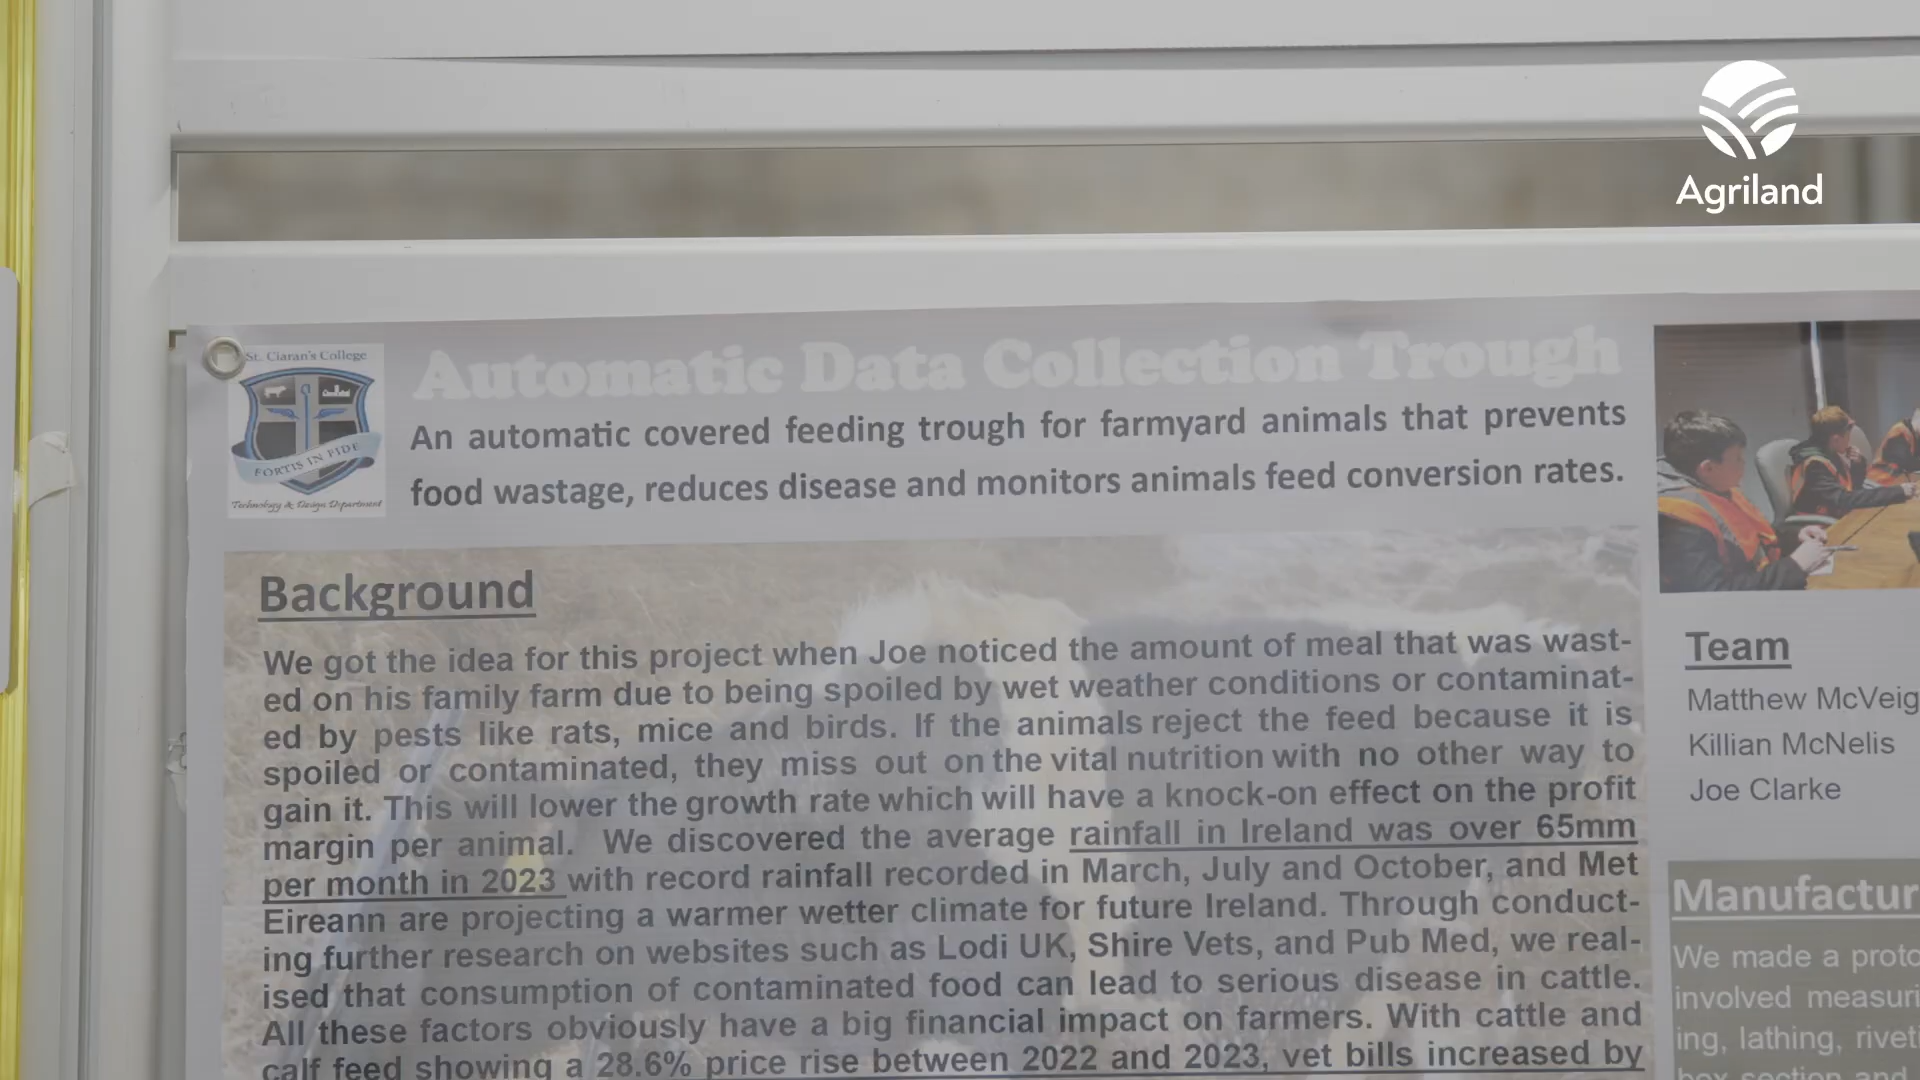 Agriland
St. Ciaran's College
FORTIS IN FIDE
Technology & Design Department
Automatic Data Collection Trough
An automatic covered feeding trough for farmyard animals that prevents
food wastage, reduces disease and monitors animals feed conversion rates.
Background
We got the idea for this project when Joe noticed the amount of meal that was wast-
ed on his family farm due to being spoiled by wet weather conditions or contaminat-
ed by pests like rats, mice and birds. If the animals reject the feed because it is
spoiled or contaminated, they miss out on the vital nutrition with no other way to
gain it. This will lower the growth rate which will have a knock-on effect on the profit
margin per animal. We discovered the average rainfall in Ireland was over 65mm
per month in 2023 with record rainfall recorded in March, July and October, and Met
Eireann are projecting a warmer wetter climate for future Ireland. Through conduct-
ing further research on websites such as Lodi UK, Shire Vets, and Pub Med, we real-
ised that consumption of contaminated food can lead to serious disease in cattle.
All these factors obviously have a big financial impact on farmers. With cattle and
calf feed showing a 28.6% price rise between 2022 and 2023, vet bills increased by
Team
Matthew McVeig
Killian McNelis
Joe Clarke
Manufactur
We made a proto
involved measuri
ing, lathing, rivet
box section and